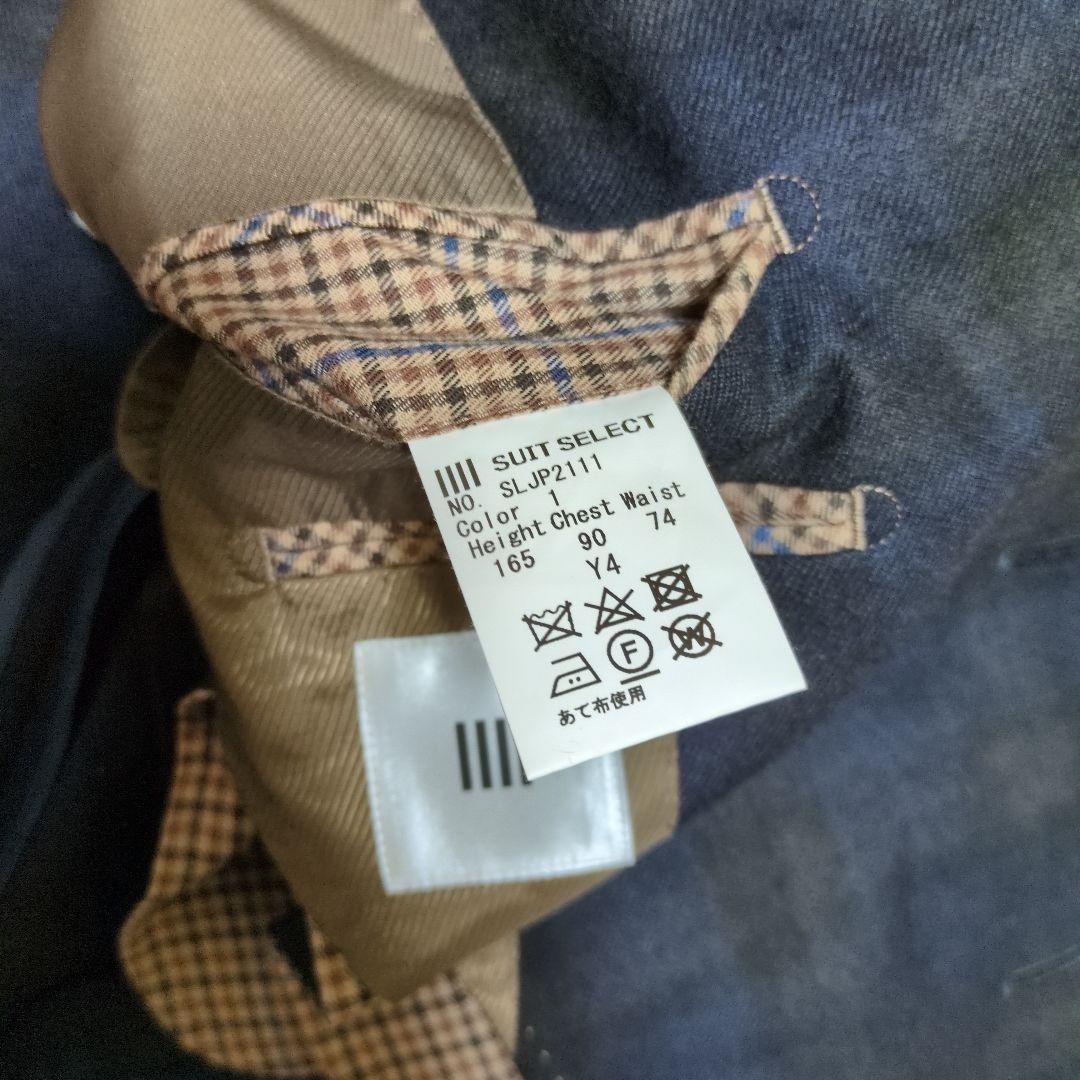 SUIT SELECT
NO. SLJP2111
Color 1
Height Chest Waist
165 90 74
Y4
F W
あて布使用